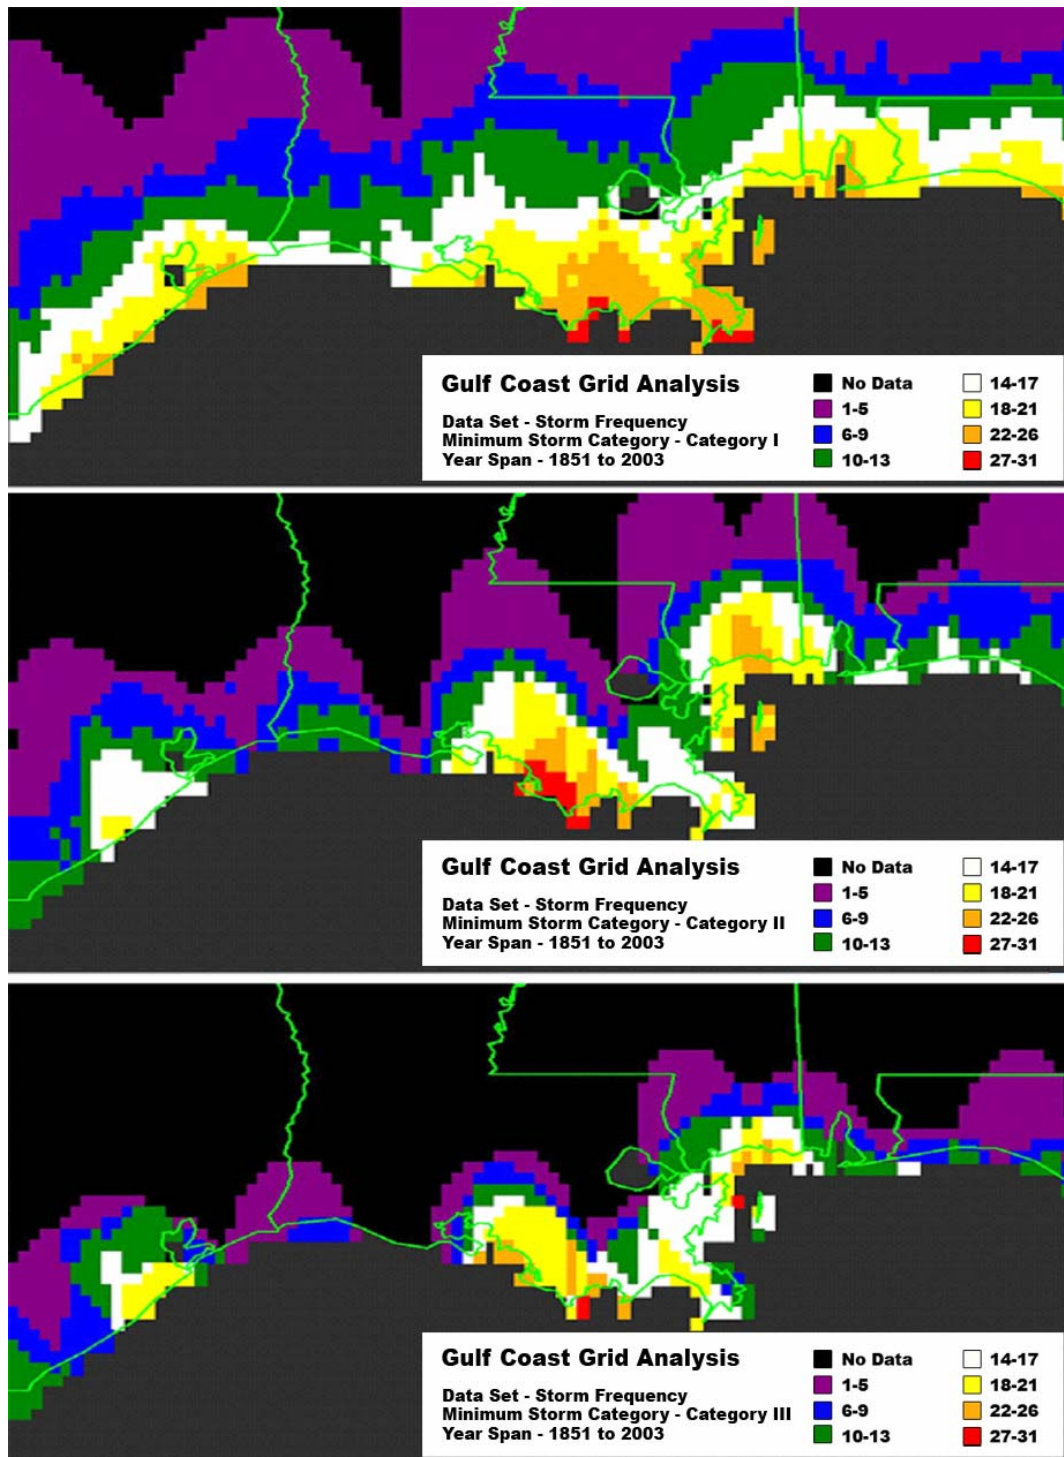 Gulf Coast Grid Analysis
Data Set - Storm Frequency
Minimum Storm Category - Category I
Year Span - 1851 to 2003
No Data
1-5
6-9
10-13
14-17
18-21
22-26
27-31
Gulf Coast Grid Analysis
Data Set - Storm Frequency
Minimum Storm Category - Category II
Year Span - 1851 to 2003
No Data
1-5
6-9
10-13
14-17
18-21
22-26
27-31
Gulf Coast Grid Analysis
Data Set - Storm Frequency
Minimum Storm Category - Category III
Year Span - 1851 to 2003
No Data
1-5
6-9
10-13
14-17
18-21
22-26
27-31